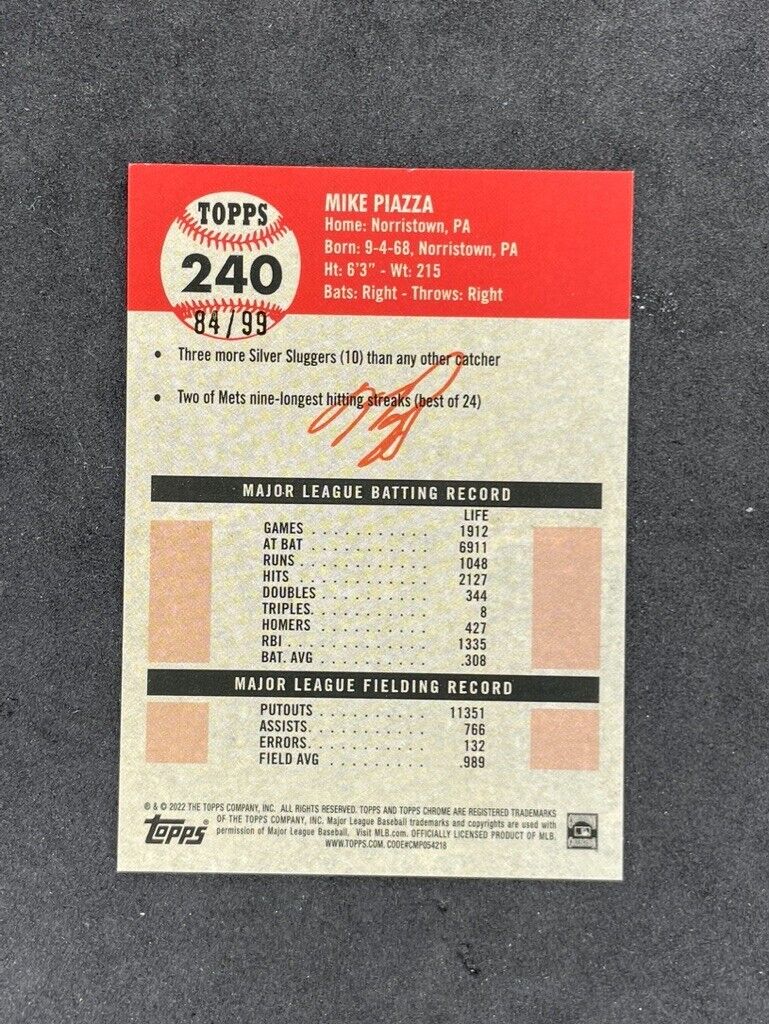 TOPPS
240
84/99
MIKE PIAZZA
Home: Norristown, PA
Born: 9-4-68, Norristown, PA
Ht: 6'3" - Wt: 215
Bats: Right - Throws: Right
• Three more Silver Sluggers (10) than any other catcher
• Two of Mets nine-longest hitting streaks (best of 24)
MAJOR LEAGUE BATTING RECORD
LIFE
GAMES . . . . . . . . . . . 1912
AT BAT . . . . . . . . . . . 6911
RUNS . . . . . . . . . . . 1048
HITS . . . . . . . . . . . 2127
DOUBLES . . . . . . . . . 344
TRIPLES. . . . . . . . . . 8
HOMERS . . . . . . . . . 427
RBI . . . . . . . . . . . . 1335
BAT. AVG . . . . . . . . . .308
MAJOR LEAGUE FIELDING RECORD
PUTOUTS . . . . . . . . . 11351
ASSISTS. . . . . . . . . . 766
ERRORS. . . . . . . . . . 132
FIELD AVG . . . . . . . . . .989
® & © 2022 THE TOPPS COMPANY, INC. ALL RIGHTS RESERVED. TOPPS AND TOPPS CHROME ARE REGISTERED TRADEMARKS
OF THE TOPPS COMPANY, INC. Major League Baseball trademarks and copyrights are used with
permission of Major League Baseball. Visit MLB.com. OFFICIALLY LICENSED PRODUCT OF MLB.
WWW.TOPPS.COM. CODE#CMP054218
Topps®